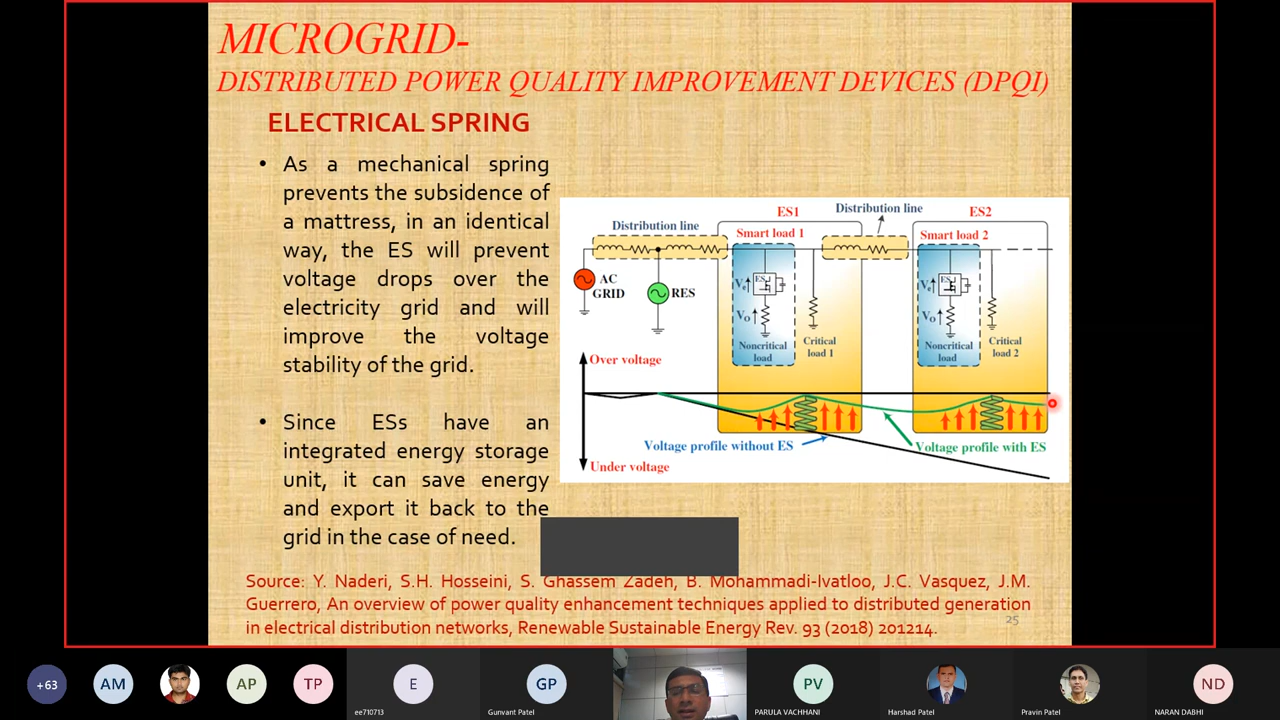 MICROGRID-
DISTRIBUTED POWER QUALITY IMPROVEMENT DEVICES (DPQI)
ELECTRICAL SPRING
• As a mechanical spring
prevents the subsidence of
a mattress, in an identical
way, the ES will prevent
voltage drops over the
electricity grid and will
improve the voltage
stability of the grid.
• Since ESs have an
integrated energy storage
unit, it can save energy
and export it back to the
grid in the case of need.
ES1
Distribution line
ES2
Distribution line
Smart load 1
Smart load 2
AC
GRID
RES
ES
Ve
Vo
Noncritical
load
Critical
load 1
ES
Ve
Vo
Noncritical
load
Critical
load 2
Over voltage
Voltage profile without ES
Voltage profile with ES
Under voltage
Source: Y. Naderi, S.H. Hosseini, S. Ghassem Zadeh, B. Mohammadi-Ivatloo, J.C. Vasquez, J.M.
Guerrero, An overview of power quality enhancement techniques applied to distributed generation
in electrical distribution networks, Renewable Sustainable Energy Rev. 93 (2018) 201214.
25
+63
AM
AP
TP
E
GP
PV
ND
ee710713
Gunvant Patel
PARULA VACHHANI
Harshad Patel
Pravin Patel
NARAN DABHI